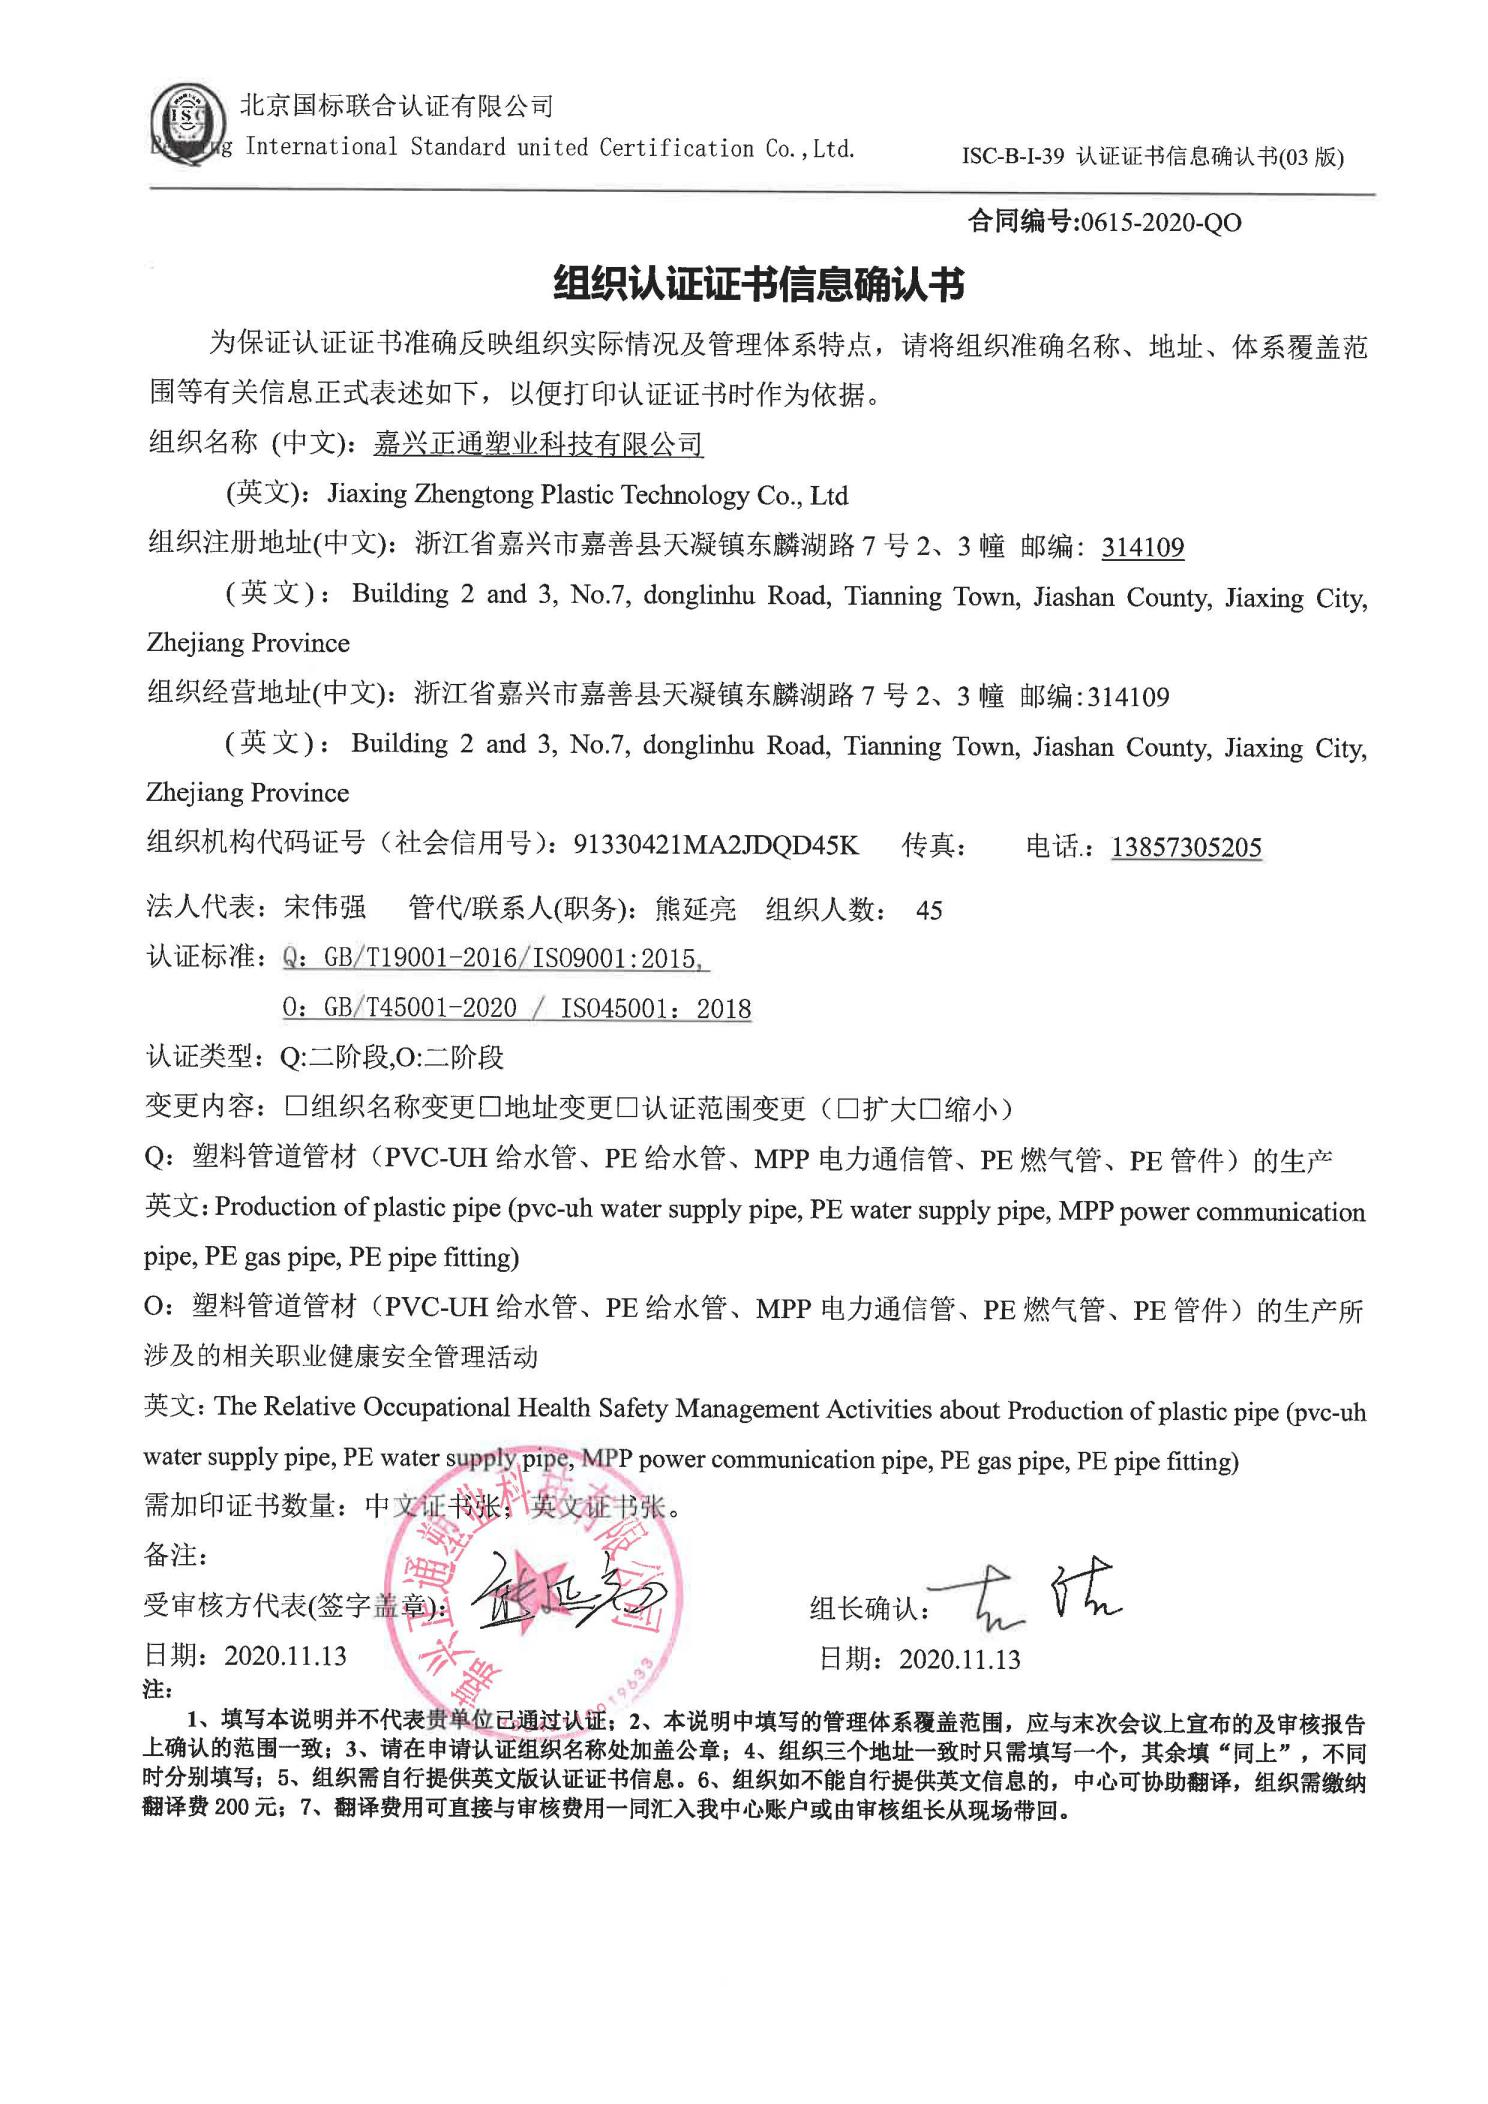 北京国标联合认证有限公司
Beijing International Standard united Certification Co.,Ltd.
ISC-B-I-39 认证证书信息确认书(03 版)
合同编号:0615-2020-QO
组织认证证书信息确认书
为保证认证证书准确反映组织实际情况及管理体系特点，请将组织准确名称、地址、体系覆盖范
围等有关信息正式表述如下，以便打印认证证书时作为依据。
组织名称 (中文)：嘉兴正通塑业科技有限公司
(英文)：Jiaxing Zhengtong Plastic Technology Co., Ltd
组织注册地址(中文)：浙江省嘉兴市嘉善县天凝镇东麟湖路 7 号 2、3 幢 邮编: 314109
(英文)：Building 2 and 3, No.7, donglinhu Road, Tianning Town, Jiashan County, Jiaxing City,
Zhejiang Province
组织经营地址(中文)：浙江省嘉兴市嘉善县天凝镇东麟湖路 7 号 2、3 幢 邮编:314109
(英文)：Building 2 and 3, No.7, donglinhu Road, Tianning Town, Jiashan County, Jiaxing City,
Zhejiang Province
组织机构代码证号（社会信用号)：91330421MA2JDQD45K 传真： 电话.：13857305205
法人代表：宋伟强 管代/联系人(职务)：熊延亮 组织人数： 45
认证标准：Q：GB/T19001-2016/ISO9001:2015,
O：GB/T45001-2020 / ISO45001：2018
认证类型：Q:二阶段,O:二阶段
变更内容：□组织名称变更□地址变更□认证范围变更（□扩大□缩小）
Q：塑料管道管材（PVC-UH 给水管、PE 给水管、MPP 电力通信管、PE 燃气管、PE 管件）的生产
英文: Production of plastic pipe (pvc-uh water supply pipe, PE water supply pipe, MPP power communication
pipe, PE gas pipe, PE pipe fitting)
O：塑料管道管材（PVC-UH 给水管、PE 给水管、MPP 电力通信管、PE 燃气管、PE 管件）的生产所
涉及的相关职业健康安全管理活动
英文: The Relative Occupational Health Safety Management Activities about Production of plastic pipe (pvc-uh
water supply pipe, PE water supply pipe, MPP power communication pipe, PE gas pipe, PE pipe fitting)
需加印证书数量：中文证书张；英文证书张。
备注：
受审核方代表(签字盖章)：熊延亮
组长确认：
日期：2020.11.13
日期：2020.11.13
嘉兴正通塑业科技有限公司
注：
1、填写本说明并不代表贵单位已通过认证；2、本说明中填写的管理体系覆盖范围，应与末次会议上宣布的及审核报告
上确认的范围一致；3、请在申请认证组织名称处加盖公章；4、组织三个地址一致时只需填写一个，其余填“同上”，不同
时分别填写；5、组织需自行提供英文版认证证书信息。6、组织如不能自行提供英文信息的，中心可协助翻译，组织需缴纳
翻译费 200 元；7、翻译费用可直接与审核费用一同汇入我中心账户或由审核组长从现场带回。